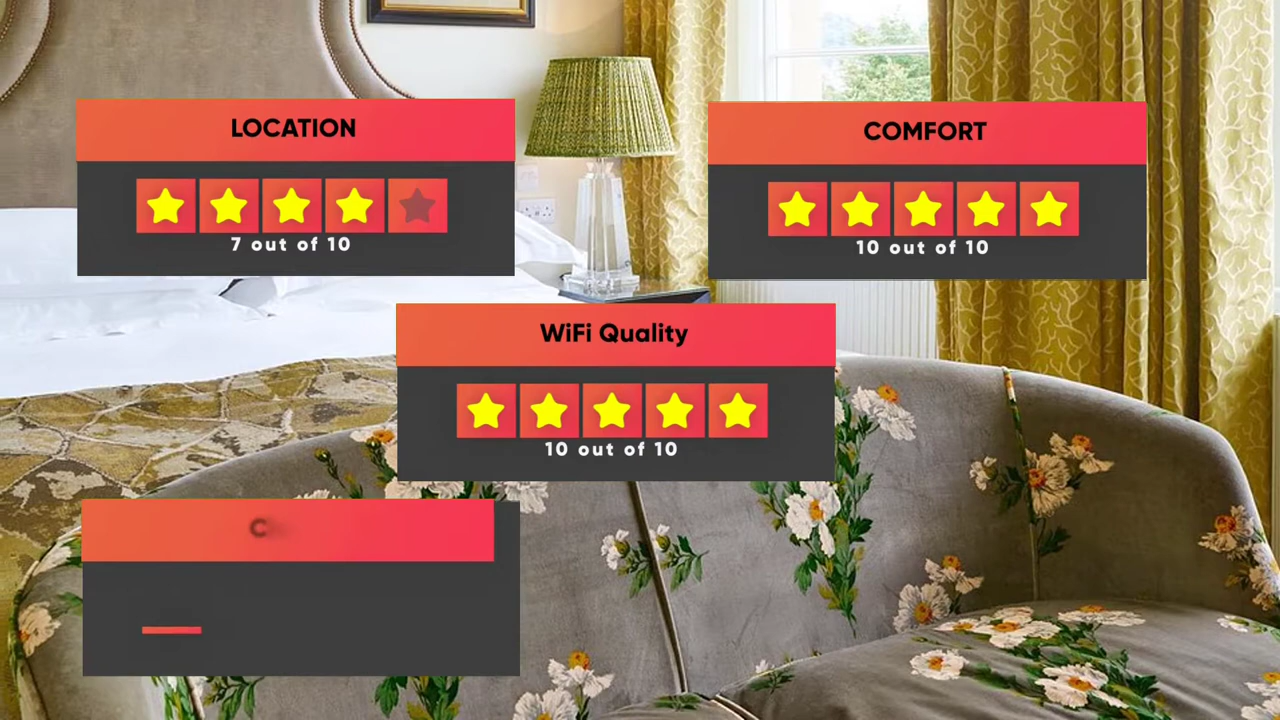 LOCATION
7 out of 10
COMFORT
10 out of 10
WiFi Quality
10 out of 10
C